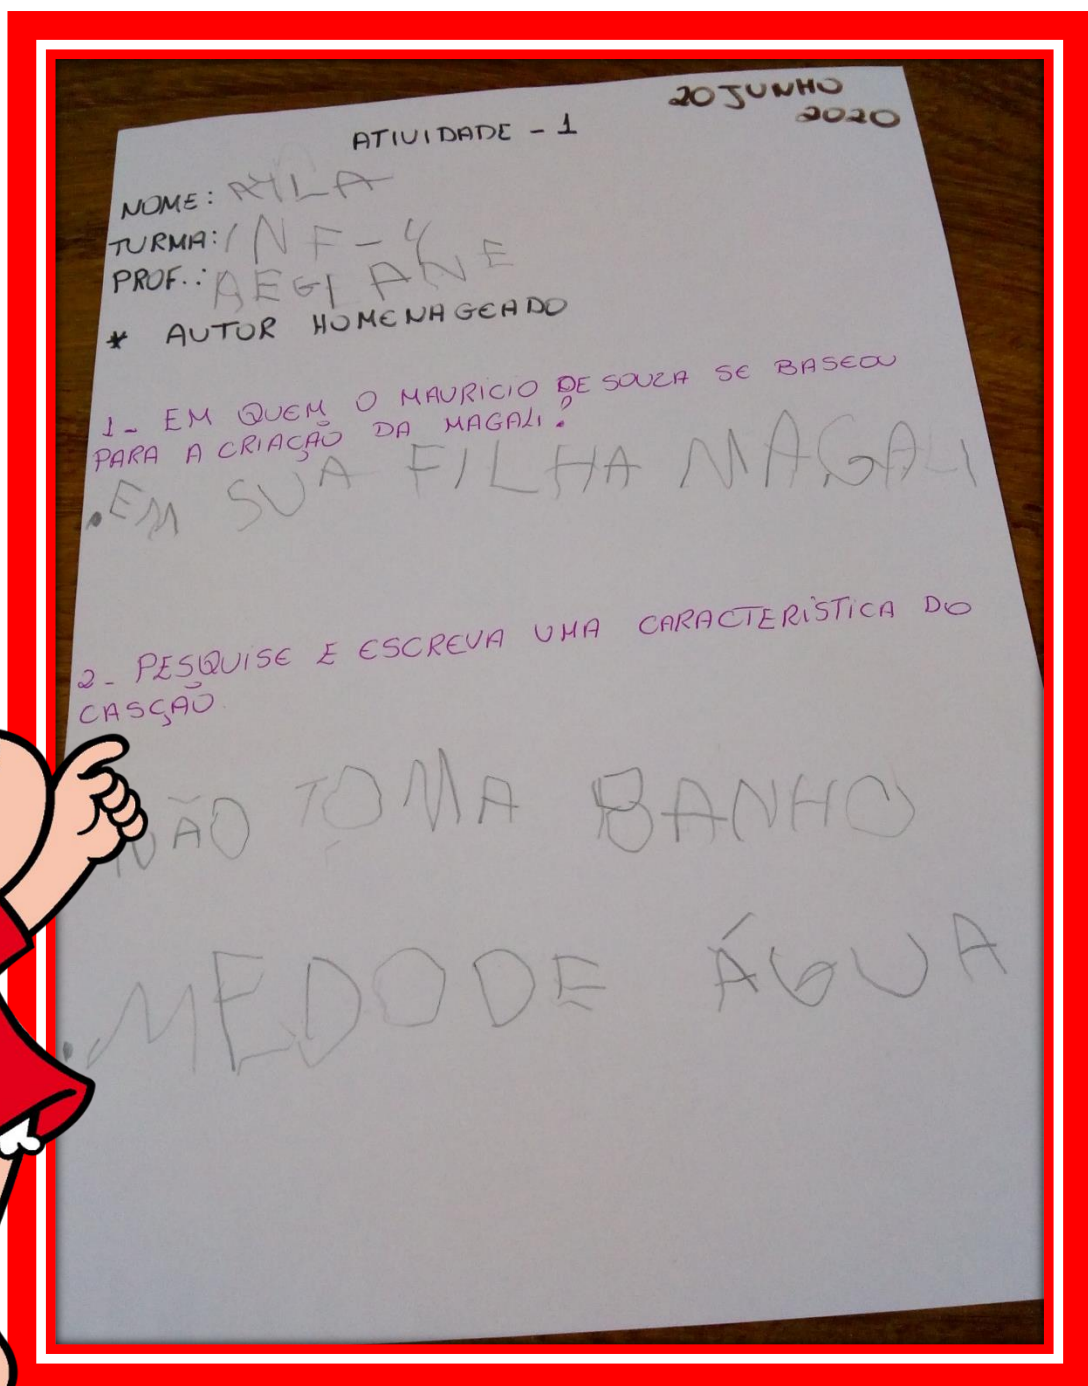 20 JUNHO
2020
ATIVIDADE - 1
NOME: AYLA
TURMA: INF-4
PROF.: REGIANE
* AUTOR HOMENAGEADO
1- EM QUEM O MAURICIO DE SOUZA SE BASEOU
PARA A CRIAÇÃO DA MAGALI?
.EM SUA FILHA MAGALI
2- PESQUISE E ESCREVA UMA CARACTERÍSTICA DO
CASÇÃO.
NÃO TOMA BANHO
.MEDO DE ÁGUA